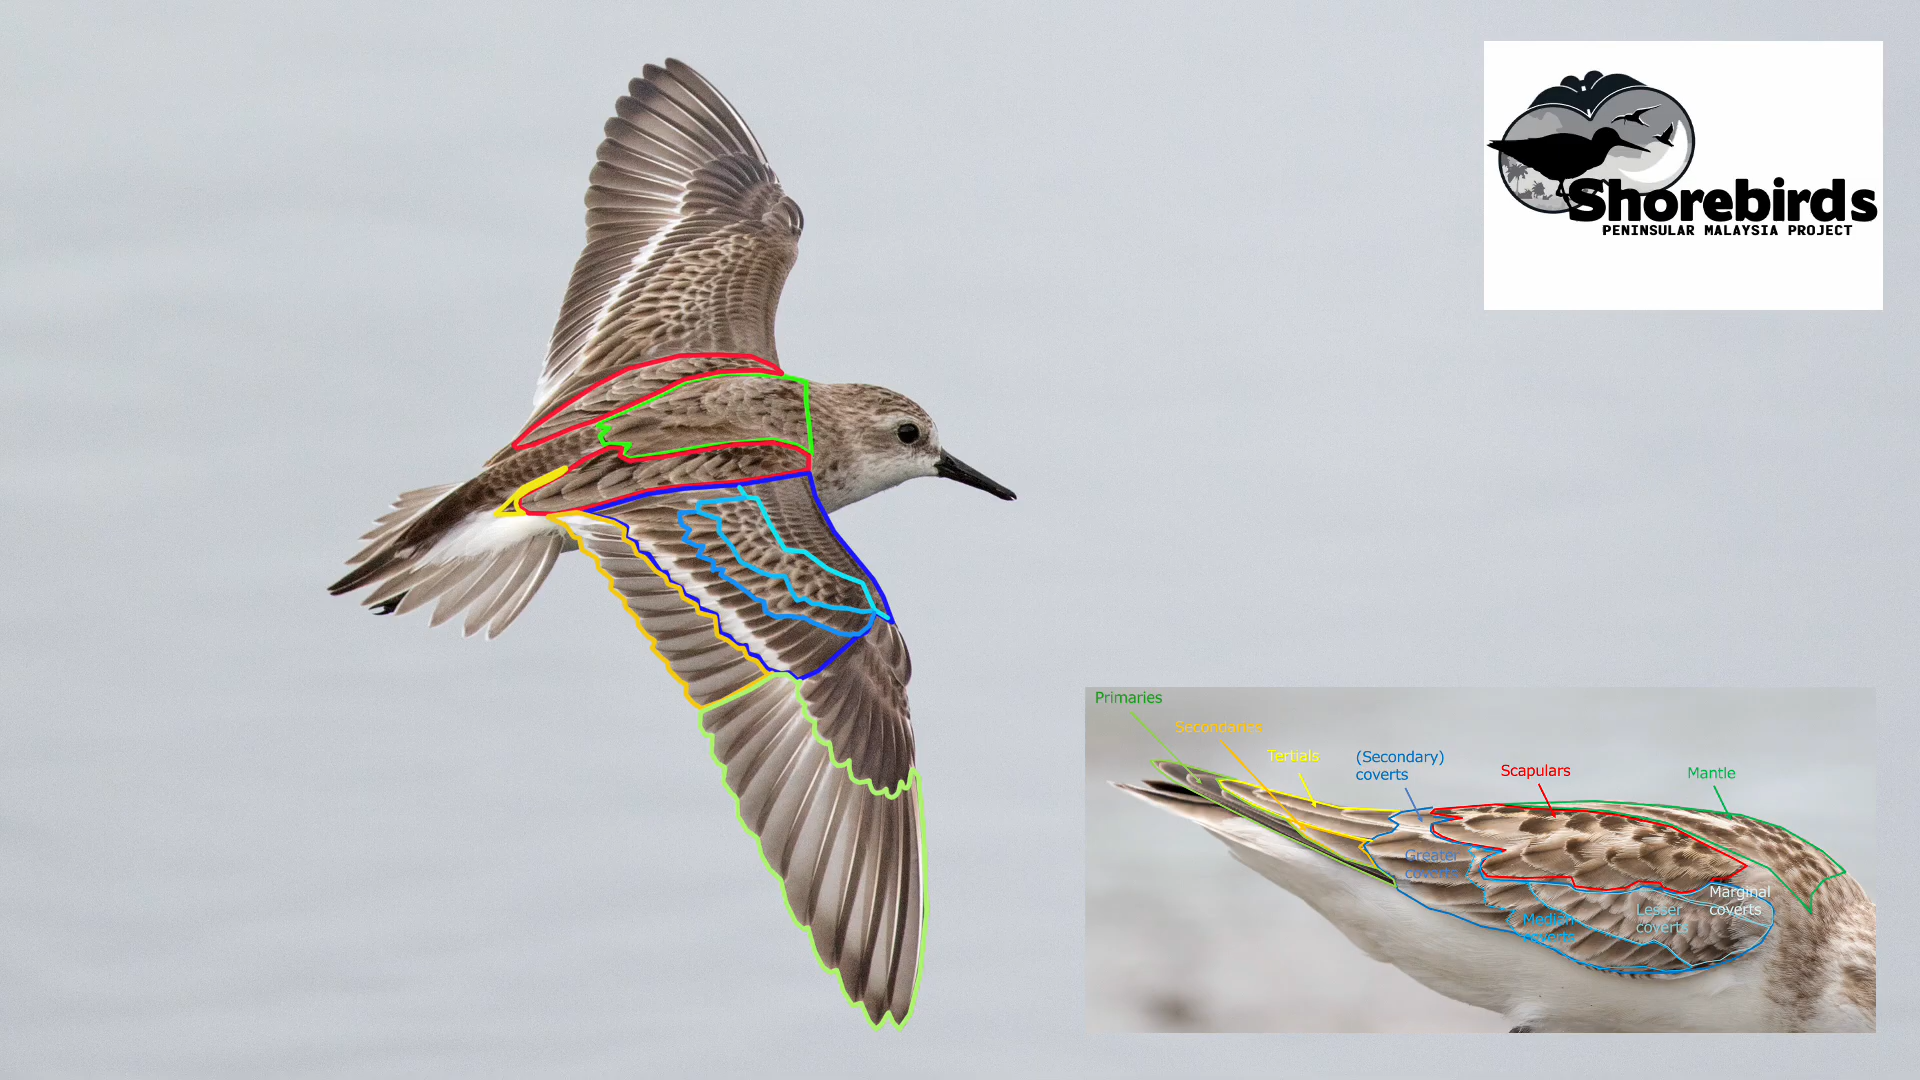 Shorebirds
PENINSULAR MALAYSIA PROJECT
Primaries
Secondaries
Tertials
(Secondary)
coverts
Scapulars
Mantle
Greater
coverts
Marginal
coverts
Lesser
coverts
Median
coverts